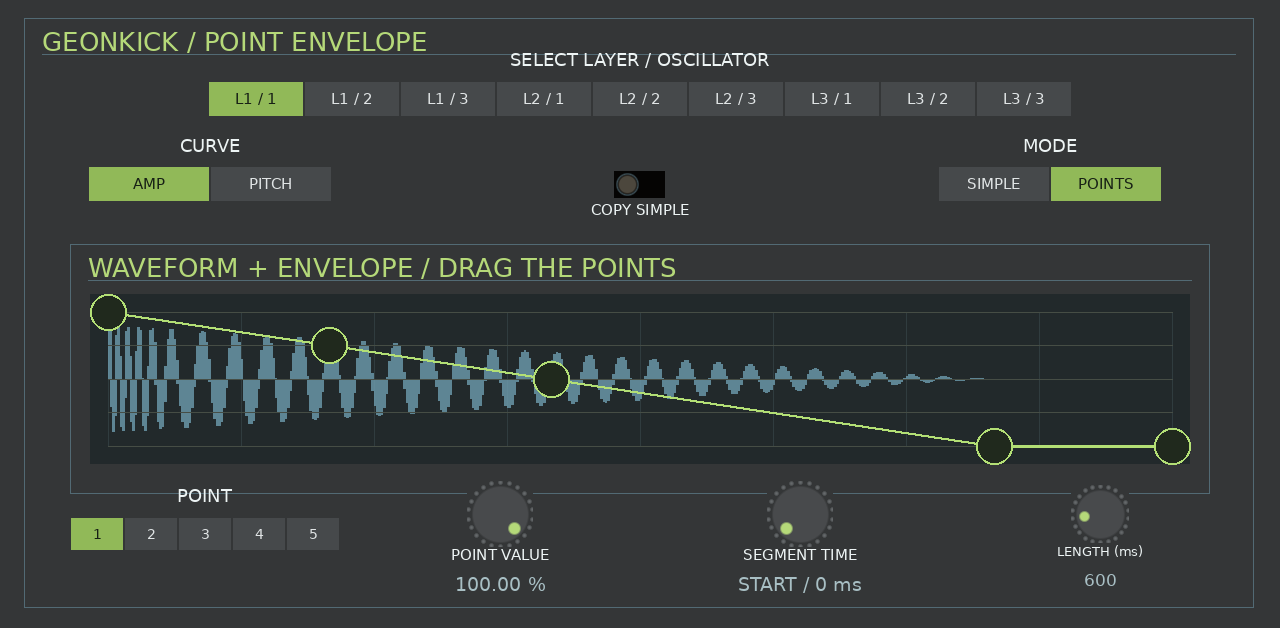 GEONKICK / POINT ENVELOPE
SELECT LAYER / OSCILLATOR
L1 / 1 L1 / 2 L1 / 3 L2 / 1 L2 / 2 L2 / 3 L3 / 1 L3 / 2 L3 / 3
CURVE MODE
AMP PITCH SIMPLE POINTS
COPY SIMPLE
WAVEFORM + ENVELOPE / DRAG THE POINTS
POINT
1 2 3 4 5
POINT VALUE SEGMENT TIME LENGTH (ms)
100.00 % START / 0 ms 600